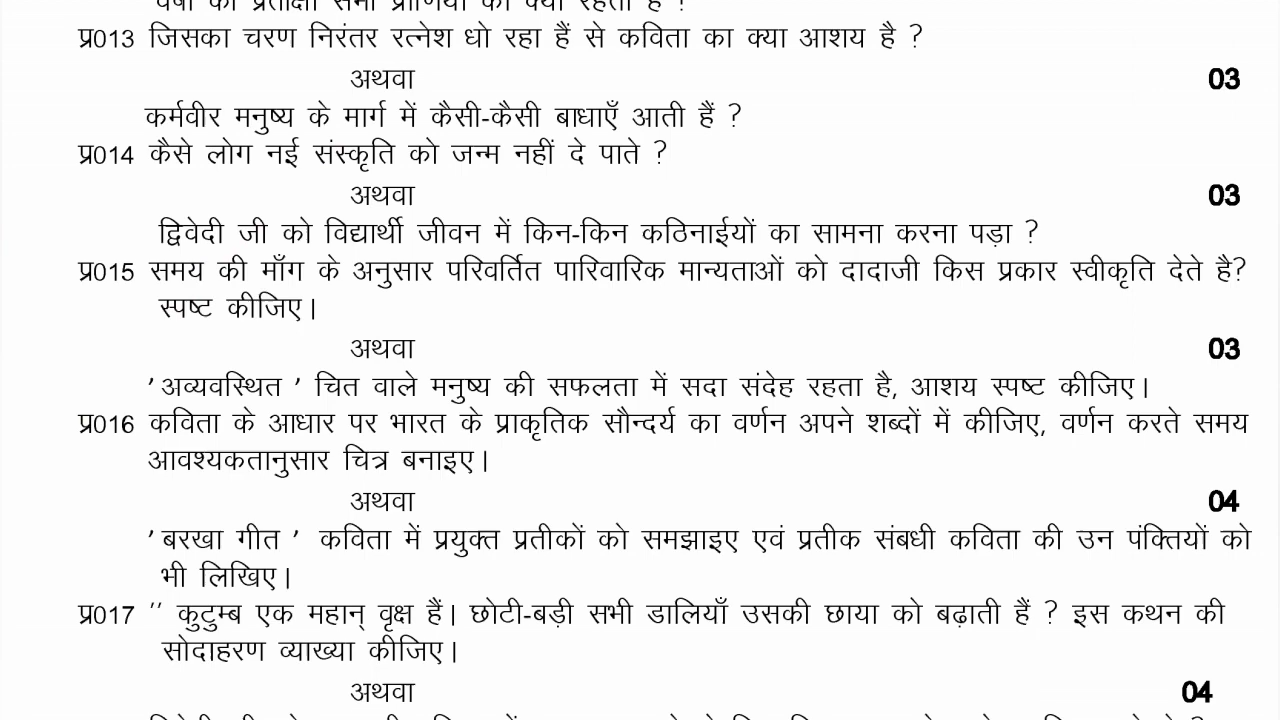 वर्षा की प्रतीक्षा सभी प्राणियों को क्यों रहती है ?
प्र013 जिसका चरण निरंतर रत्नेश धो रहा हैं से कविता का क्या आशय है ?
अथवा 03
कर्मवीर मनुष्य के मार्ग में कैसी-कैसी बाधाएँ आती हैं ?
प्र014 कैसे लोग नई संस्कृति को जन्म नहीं दे पाते ?
अथवा 03
द्विवेदी जी को विद्यार्थी जीवन में किन-किन कठिनाईयों का सामना करना पड़ा ?
प्र015 समय की माँग के अनुसार परिवर्तित पारिवारिक मान्यताओं को दादाजी किस प्रकार स्वीकृति देते है?
स्पष्ट कीजिए।
अथवा 03
’अव्यवस्थित ’ चित वाले मनुष्य की सफलता में सदा संदेह रहता है, आशय स्पष्ट कीजिए।
प्र016 कविता के आधार पर भारत के प्राकृतिक सौन्दर्य का वर्णन अपने शब्दों में कीजिए, वर्णन करते समय
आवश्यकतानुसार चित्र बनाइए।
अथवा 04
’बरखा गीत ’ कविता में प्रयुक्त प्रतीकों को समझाइए एवं प्रतीक संबधी कविता की उन पंक्तियों को
भी लिखिए।
प्र017 ’’ कुटुम्ब एक महान् वृक्ष हैं। छोटी-बड़ी सभी डालियाँ उसकी छाया को बढ़ाती हैं ? इस कथन की
सोदाहरण व्याख्या कीजिए।
अथवा 04